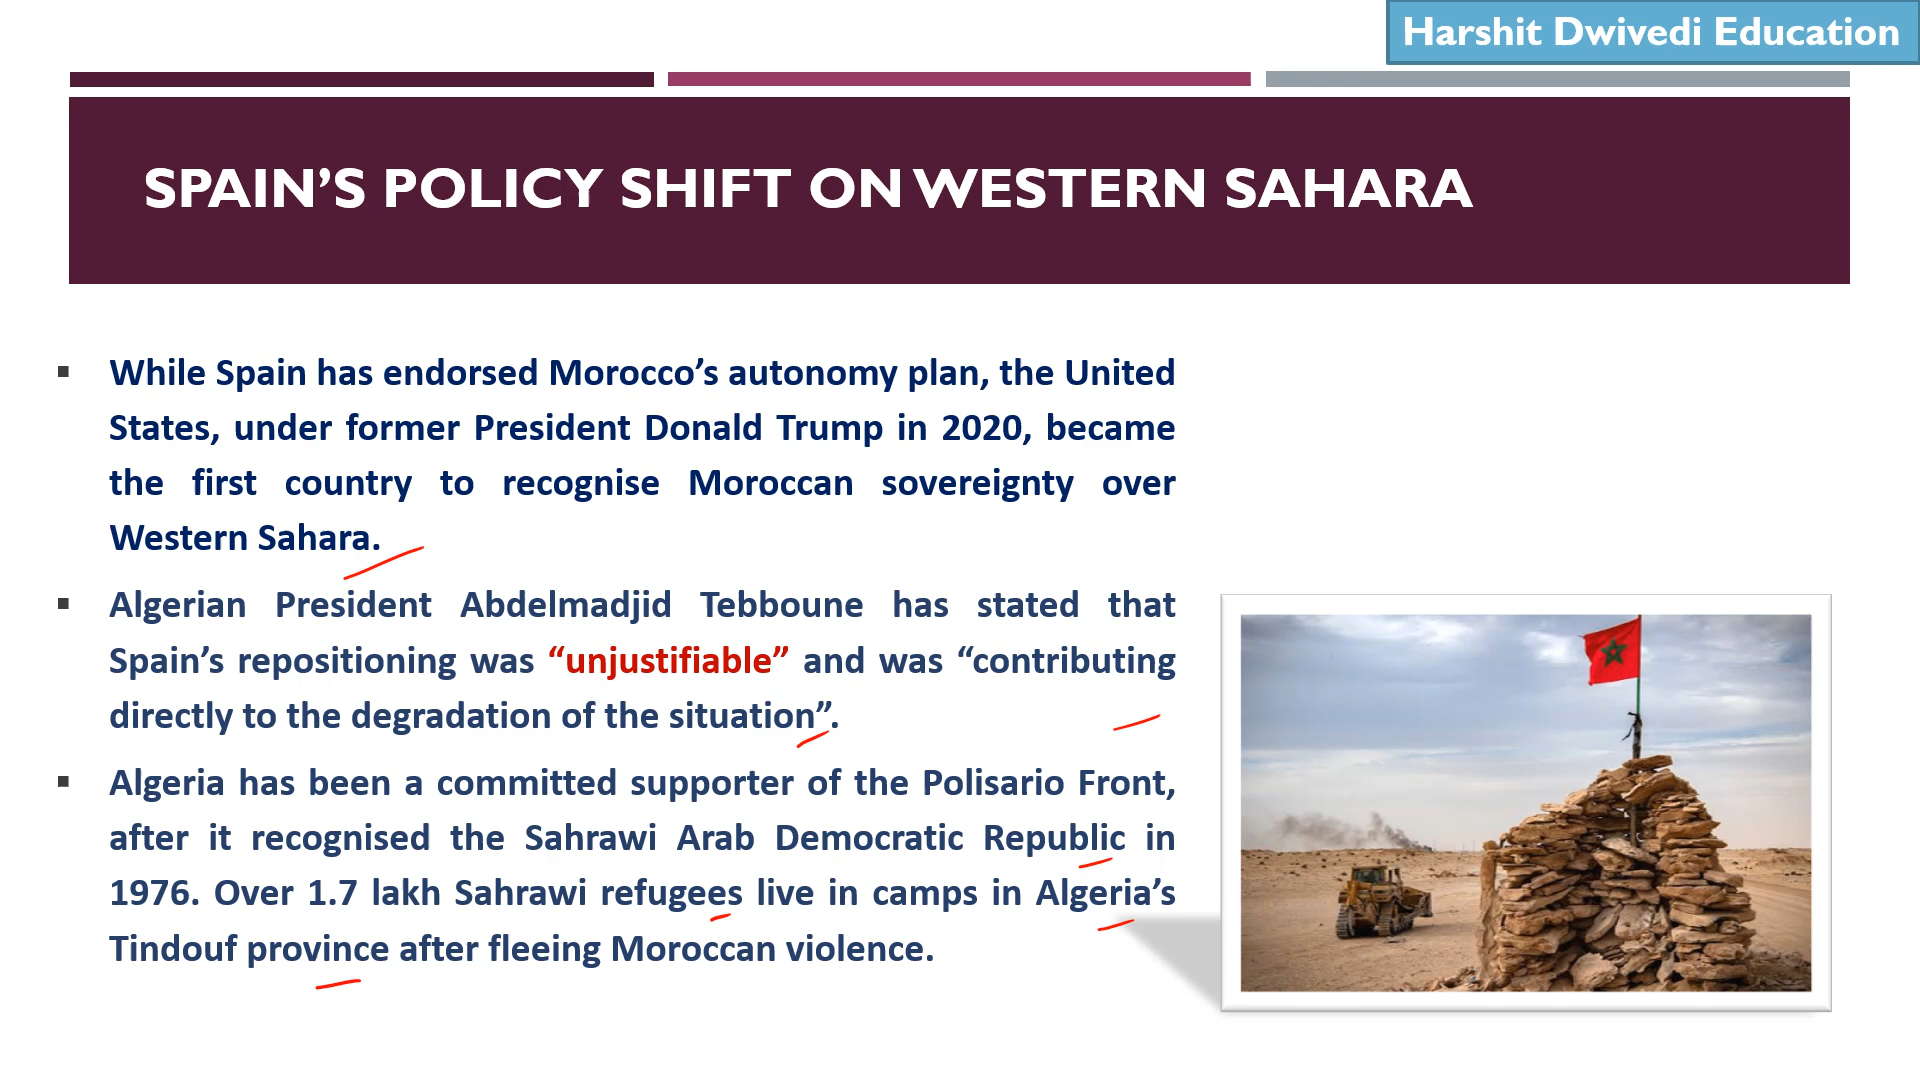 Harshit Dwivedi Education
SPAIN’S POLICY SHIFT ON WESTERN SAHARA
While Spain has endorsed Morocco’s autonomy plan, the United
States, under former President Donald Trump in 2020, became
the first country to recognise Moroccan sovereignty over
Western Sahara.
Algerian President Abdelmadjid Tebboune has stated that
Spain’s repositioning was “unjustifiable” and was “contributing
directly to the degradation of the situation”.
Algeria has been a committed supporter of the Polisario Front,
after it recognised the Sahrawi Arab Democratic Republic in
1976. Over 1.7 lakh Sahrawi refugees live in camps in Algeria’s
Tindouf province after fleeing Moroccan violence.